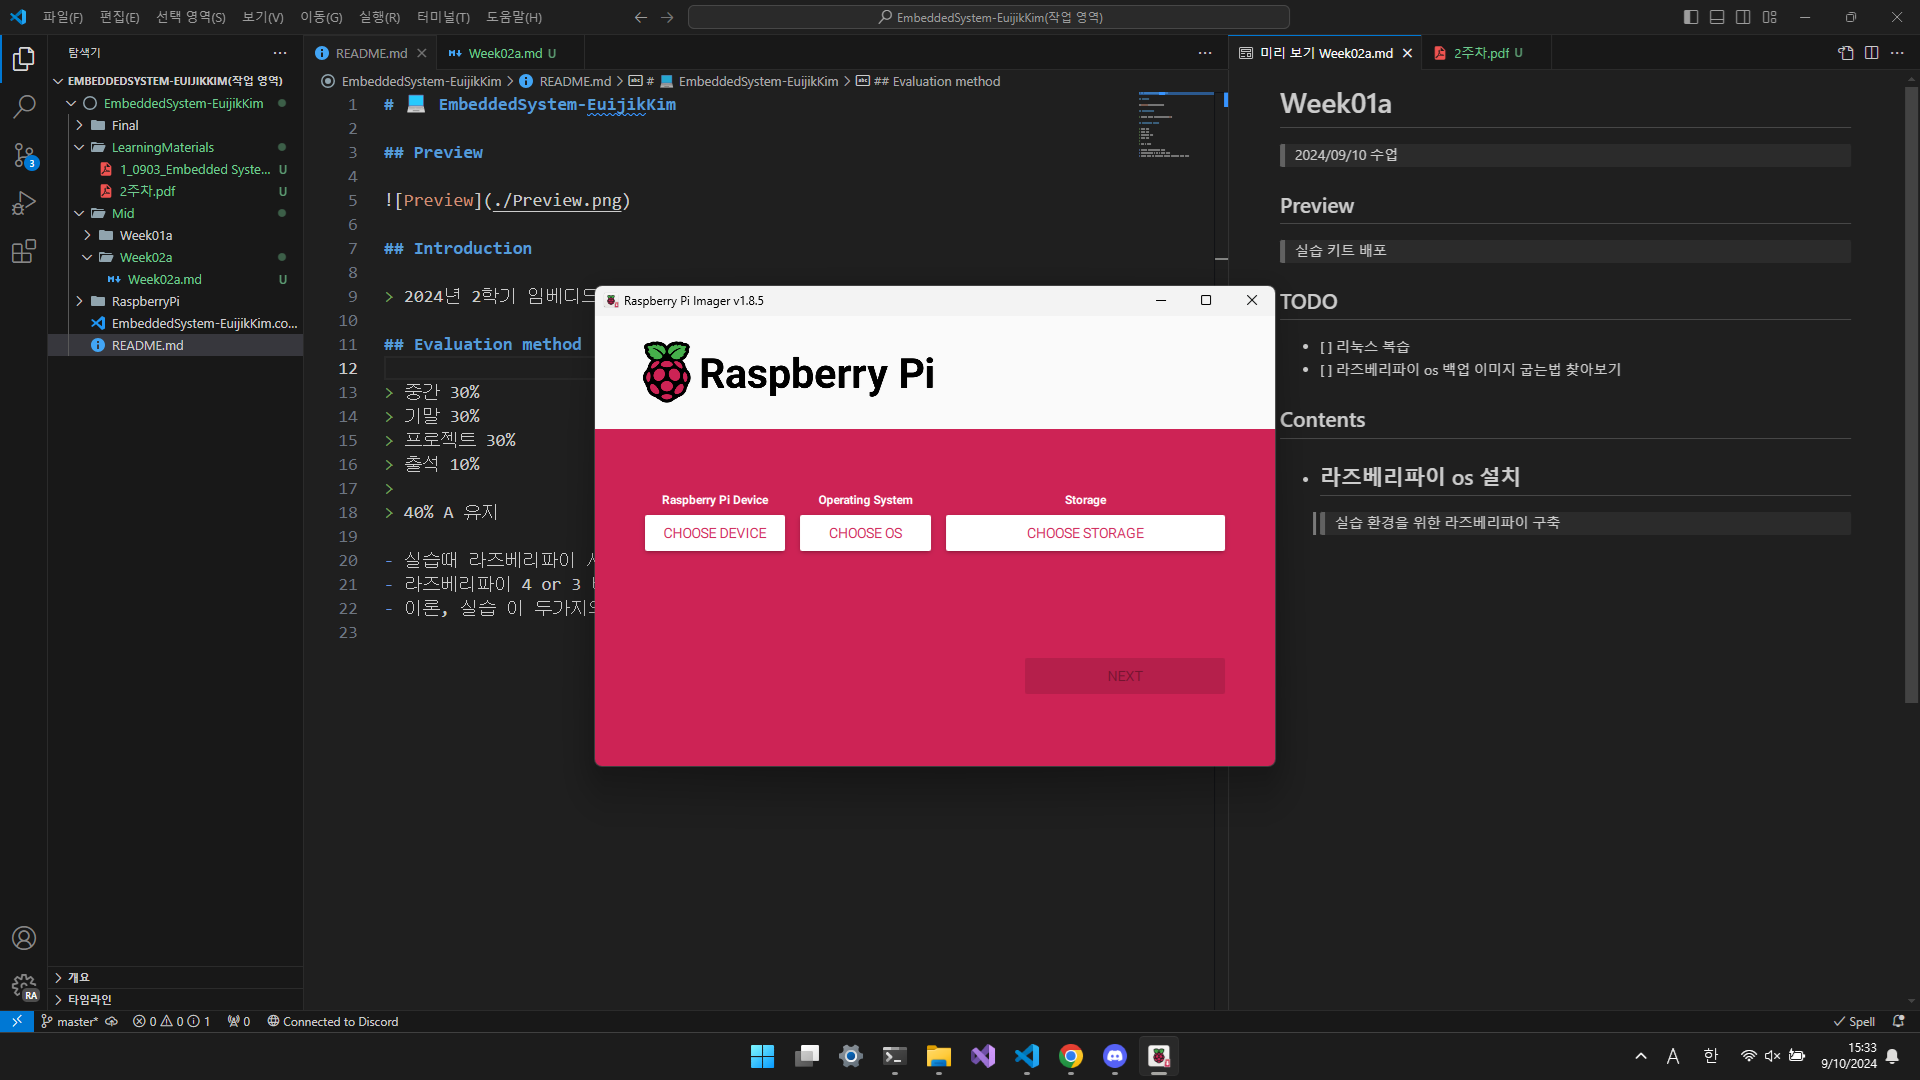 파일(F) 편집(E) 선택 영역(S) 보기(V) 이동(G) 실행(R) 터미널(T) 도움말(H)
EmbeddedSystem-EuijikKim(작업 영역)
탐색기
EMBEDDEDSYSTEM-EUIJIKKIM(작업 영역)
EmbeddedSystem-EuijikKim
Final
LearningMaterials
1_0903_Embedded Syste... U
2주차.pdf U
Mid
Week01a
Week02a
Week02a.md U
RaspberryPi
EmbeddedSystem-EuijikKim.co...
README.md
개요
타임라인
3
RA
README.md
Week02a.md U
EmbeddedSystem-EuijikKim > README.md > # 💻 EmbeddedSystem-EuijikKim > ## Evaluation method
1 # 💻 EmbeddedSystem-EuijikKim
2
3 ## Preview
4
5 ![Preview](./Preview.png)
6
7 ## Introduction
8
9 > 2024년 2학기
10
11 ## Evaluation method
12
13 > 중간 30%
14 > 기말 30%
15 > 프로젝트 30%
16 > 출석 10%
17 >
18 > 40% A 유지
19
20 - 실습때 라즈베리파이
21 - 라즈베리파이 4 or 3
22 - 이론, 실습 이
23
Raspberry Pi Imager v1.8.5
Raspberry Pi
Raspberry Pi Device
CHOOSE DEVICE
Operating System
CHOOSE OS
Storage
CHOOSE STORAGE
NEXT
미리 보기 Week02a.md
2주차.pdf U
Week01a
2024/09/10 수업
Preview
실습 키트 배포
TODO
[ ] 리눅스 복습
[ ] 라즈베리파이 os 백업 이미지 굽는법 찾아보기
Contents
라즈베리파이 os 설치
실습 환경을 위한 라즈베리파이 구축
master* 0 0 1 0 Connected to Discord
Spell
A 한
15:33
9/10/2024